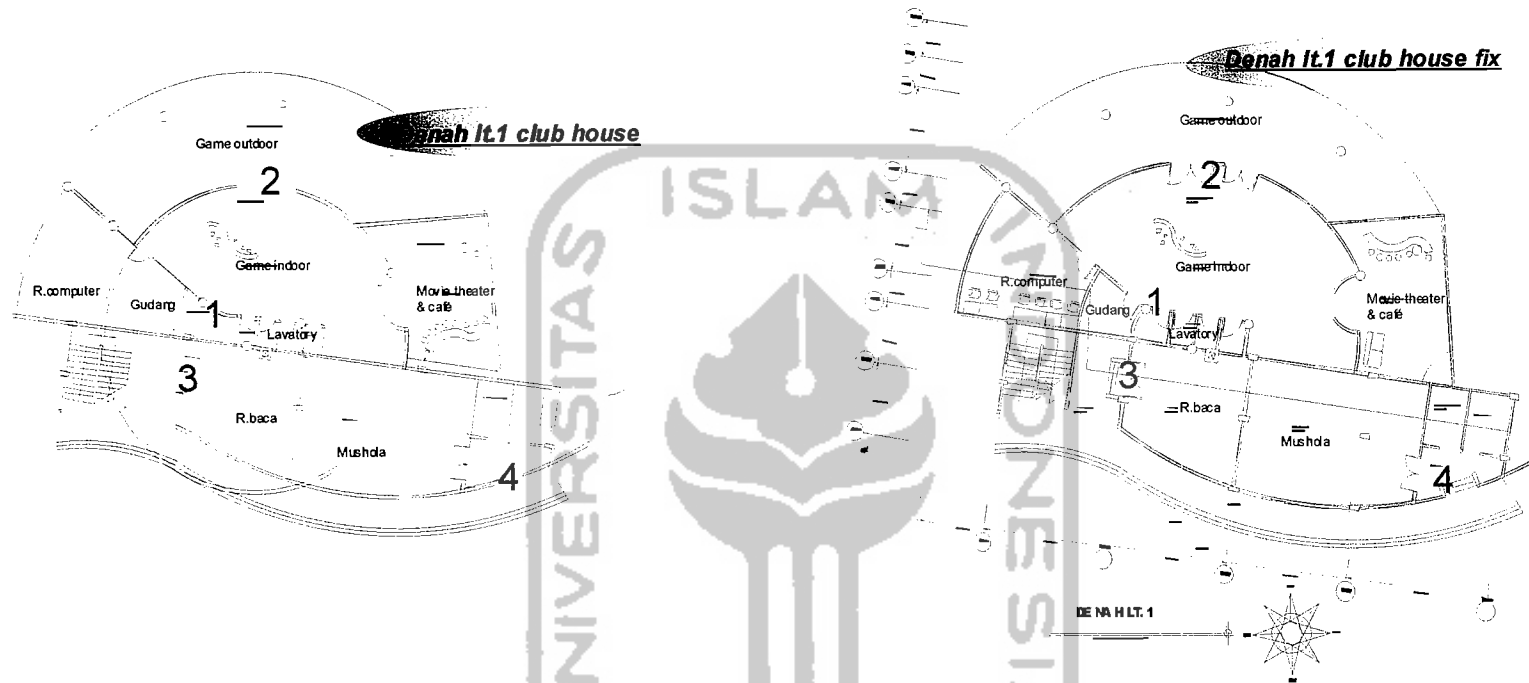 Denah lt.1 club house
Game outdoor
2
Game indoor
R.computer
Gudang
1
Movie theater
& café
Lavatory
3
R.baca
Mushola
4
Denah lt.1 club house fix
Game outdoor
2
Game Indoor
R.computer
Gudang
1
Movie theater
& café
Lavatory
3
R.baca
Mushola
4
DENAH LT. 1
ISLAM